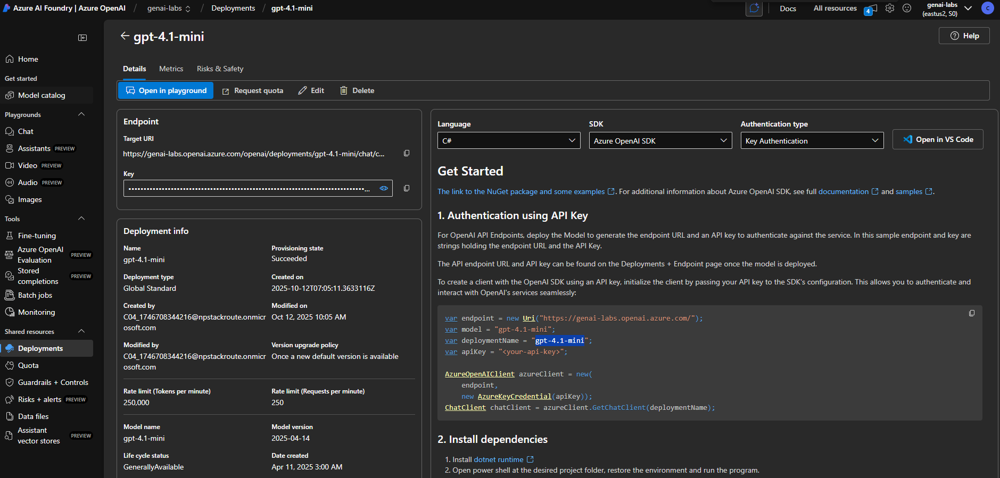 Azure AI Foundry | Azure OpenAI / genai-labs / Deployments / gpt-4.1-mini
Docs All resources 4 genai-labs (eastus2, S0) C
Home
Get started
Model catalog
Playgrounds
Chat
Assistants PREVIEW
Video PREVIEW
Audio PREVIEW
Images
Tools
Fine-tuning
Azure OpenAI
Evaluation PREVIEW
Stored
completions PREVIEW
Batch jobs
Monitoring
Shared resources
Deployments
Quota
Guardrails + Controls
Risks + alerts PREVIEW
Data files
Assistant
vector stores PREVIEW
gpt-4.1-mini
Help
Details Metrics Risks & Safety
Open in playground Request quota Edit Delete
Endpoint
Target URI
https://genai-labs.openai.azure.com/openai/deployments/gpt-4.1-mini/chat/c...
Key
Deployment info
Name Provisioning state
gpt-4.1-mini Succeeded
Deployment type Created on
Global Standard 2025-10-12T07:05:11.3633116Z
Created by Modified on
C04_1746708344216@npstackroute.onmicr Oct 12, 2025 10:05 AM
osoft.com
Modified by Version upgrade policy
C04_1746708344216@npstackroute.onmicr Once a new default version is available
osoft.com
Rate limit (Tokens per minute) Rate limit (Requests per minute)
250,000 250
Model name Model version
gpt-4.1-mini 2025-04-14
Life cycle status Date created
GenerallyAvailable Apr 11, 2025 3:00 AM
Language SDK Authentication type
C# Azure OpenAI SDK Key Authentication Open in VS Code
Get Started
The link to the NuGet package and some examples . For additional information about Azure OpenAI SDK, see full documentation and samples .
1. Authentication using API Key
For OpenAI API Endpoints, deploy the Model to generate the endpoint URL and an API key to authenticate against the service. In this sample endpoint and key are
strings holding the endpoint URL and the API Key.
The API endpoint URL and API key can be found on the Deployments + Endpoint page once the model is deployed.
To create a client with the OpenAI SDK using an API key, initialize the client by passing your API key to the SDK's configuration. This allows you to authenticate and
interact with OpenAI's services seamlessly:
var endpoint = new Uri("https://genai-labs.openai.azure.com/");
var model = "gpt-4.1-mini";
var deploymentName = "gpt-4.1-mini";
var apiKey = "<your-api-key>";
AzureOpenAIClient azureClient = new(
endpoint,
new AzureKeyCredential(apiKey));
ChatClient chatClient = azureClient.GetChatClient(deploymentName);
2. Install dependencies
1. Install dotnet runtime
2. Open power shell at the desired project folder, restore the environment and run the program.